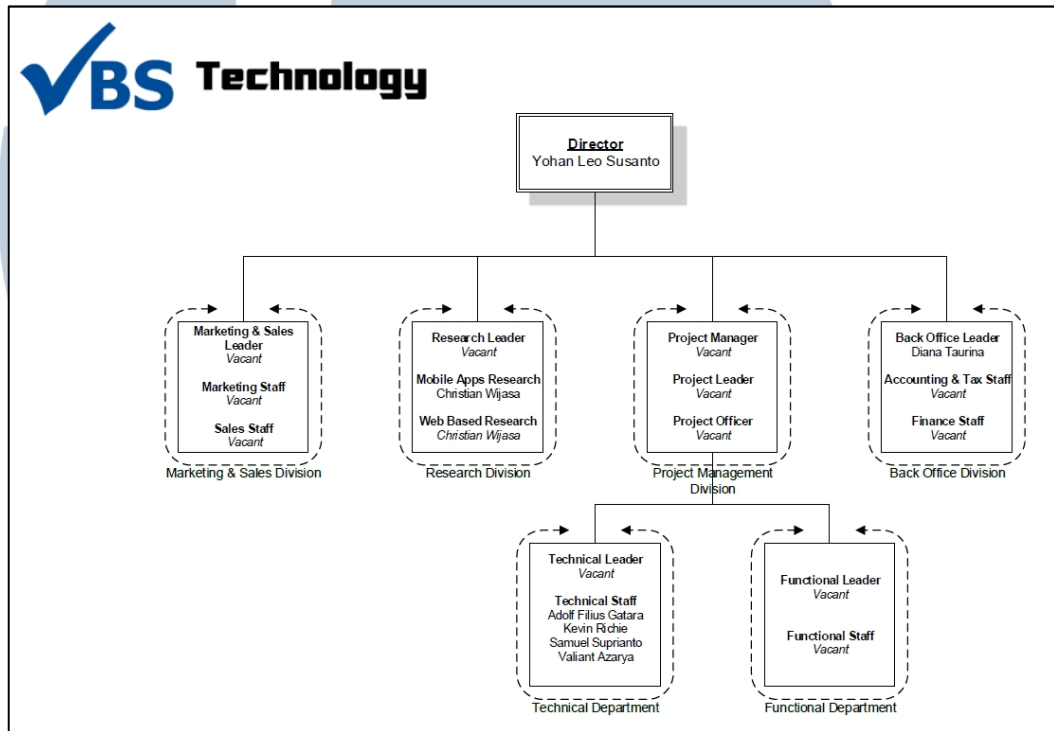 VBS Technology
Director
Yohan Leo Susanto
Marketing & Sales
Leader
Vacant
Marketing Staff
Vacant
Sales Staff
Vacant
Marketing & Sales Division
Research Leader
Vacant
Mobile Apps Research
Christian Wijasa
Web Based Research
Christian Wijasa
Research Division
Project Manager
Vacant
Project Leader
Vacant
Project Officer
Vacant
Project Management
Division
Back Office Leader
Diana Taurina
Accounting & Tax Staff
Vacant
Finance Staff
Vacant
Back Office Division
Technical Leader
Vacant
Technical Staff
Adolf Filius Gatara
Kevin Richie
Samuel Suprianto
Valiant Azarya
Technical Department
Functional Leader
Vacant
Functional Staff
Vacant
Functional Department